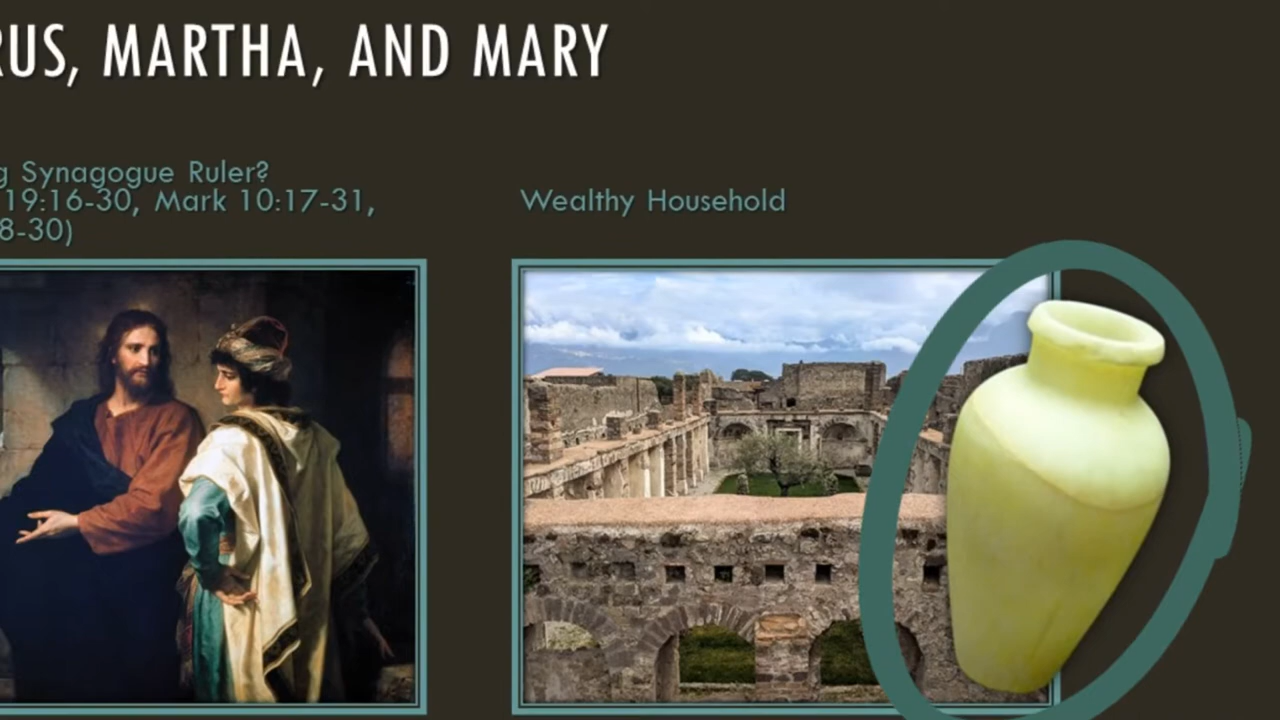 RUS, MARTHA, AND MARY
g Synagogue Ruler?
19:16-30, Mark 10:17-31,
8-30)
Wealthy Household